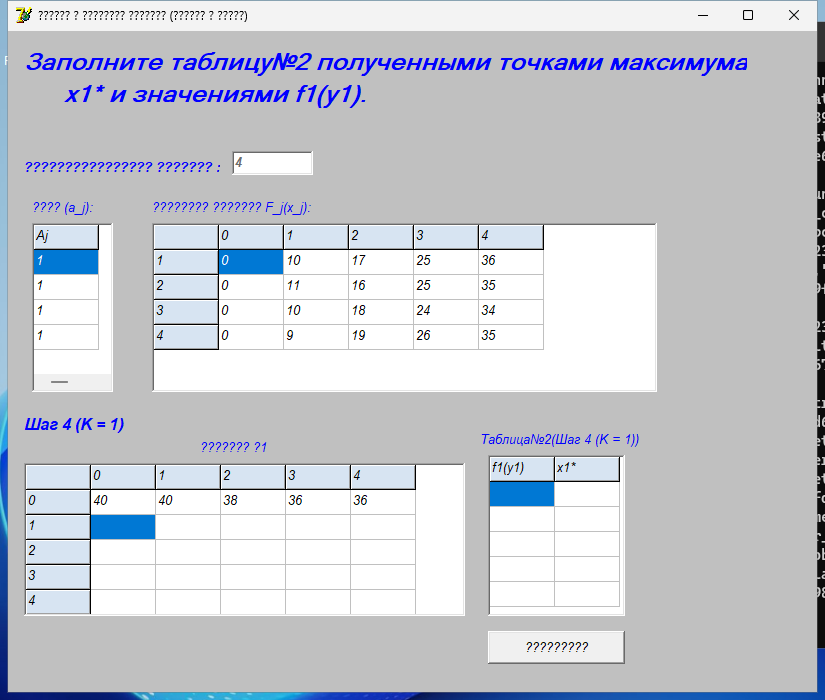 ?????? ? ???????? ??????? (?????? ? ?????)
Заполните таблицу№2 полученными точками максимума
x1* и значениями f1(y1).
???????????????? ??????? : 4
???? (a_j):
???????? ??????? F_j(x_j):
Aj
1
1
1
1
0 1 2 3 4
1 0 10 17 25 36
2 0 11 16 25 35
3 0 10 18 24 34
4 0 9 19 26 35
Шаг 4 (K = 1)
??????? ?1
0 1 2 3 4
0 40 40 38 36 36
1
2
3
4
Таблица№2(Шаг 4 (K = 1))
f1(y1) x1*
?????????